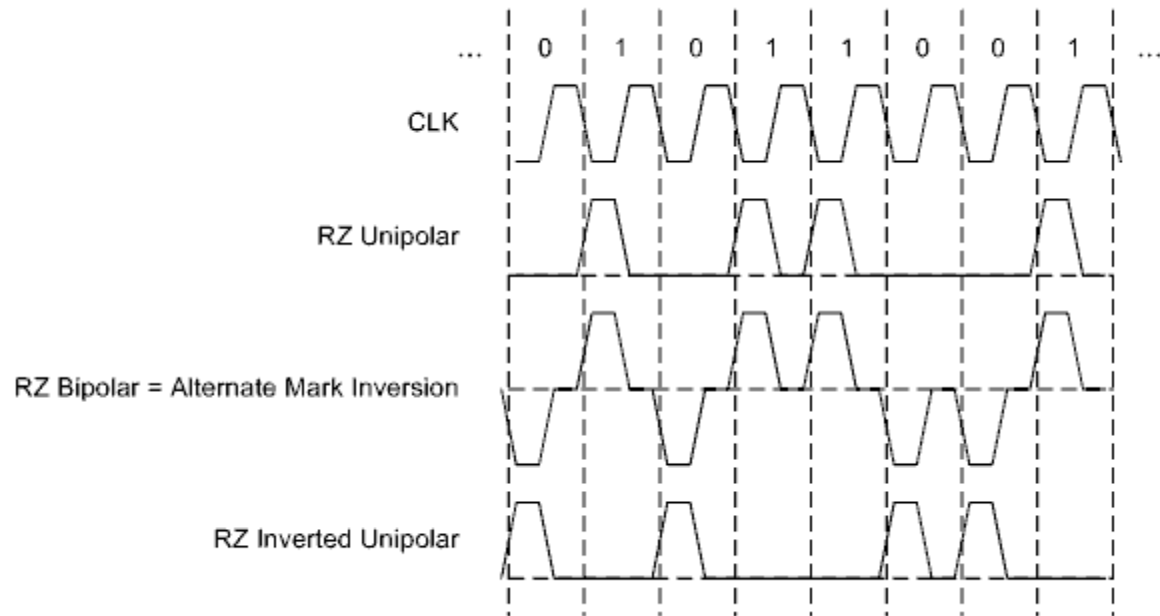 ... 0 1 0 1 1 0 0 1 ...
CLK
RZ Unipolar
RZ Bipolar = Alternate Mark Inversion
RZ Inverted Unipolar